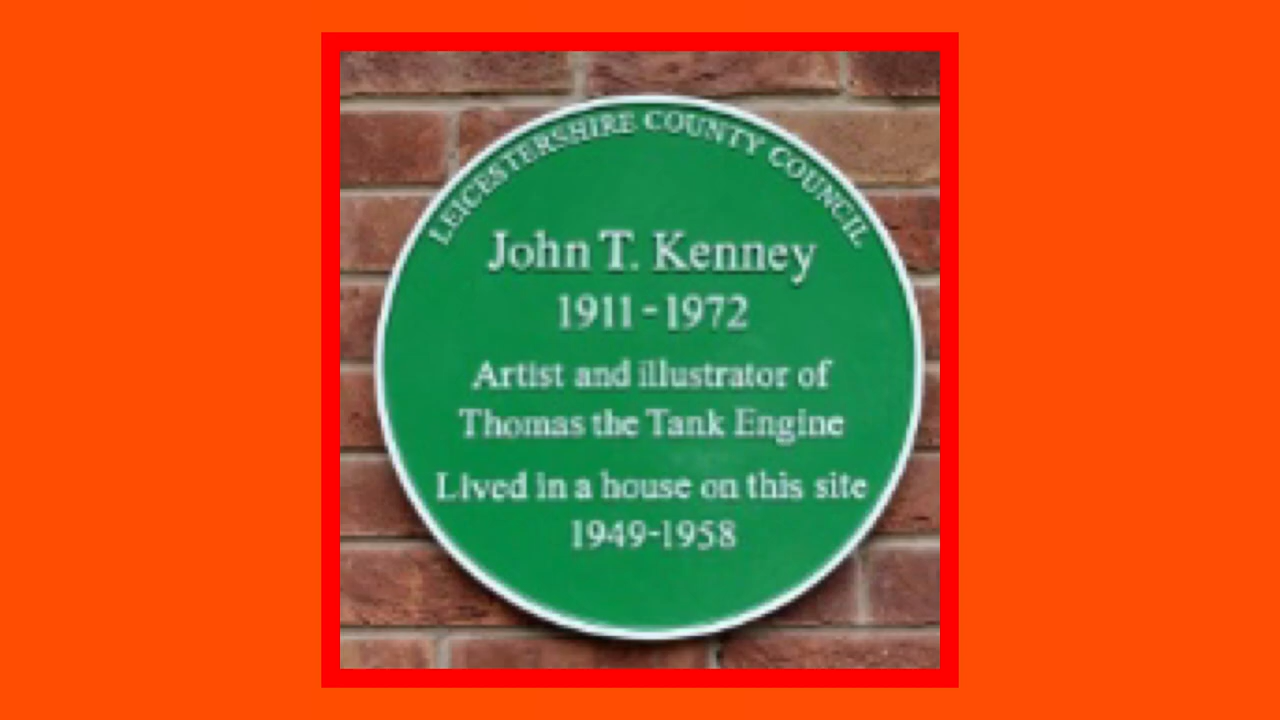 LEICESTERSHIRE COUNTY COUNCIL
John T. Kenney
1911-1972
Artist and illustrator of
Thomas the Tank Engine
Lived in a house on this site
1949-1958